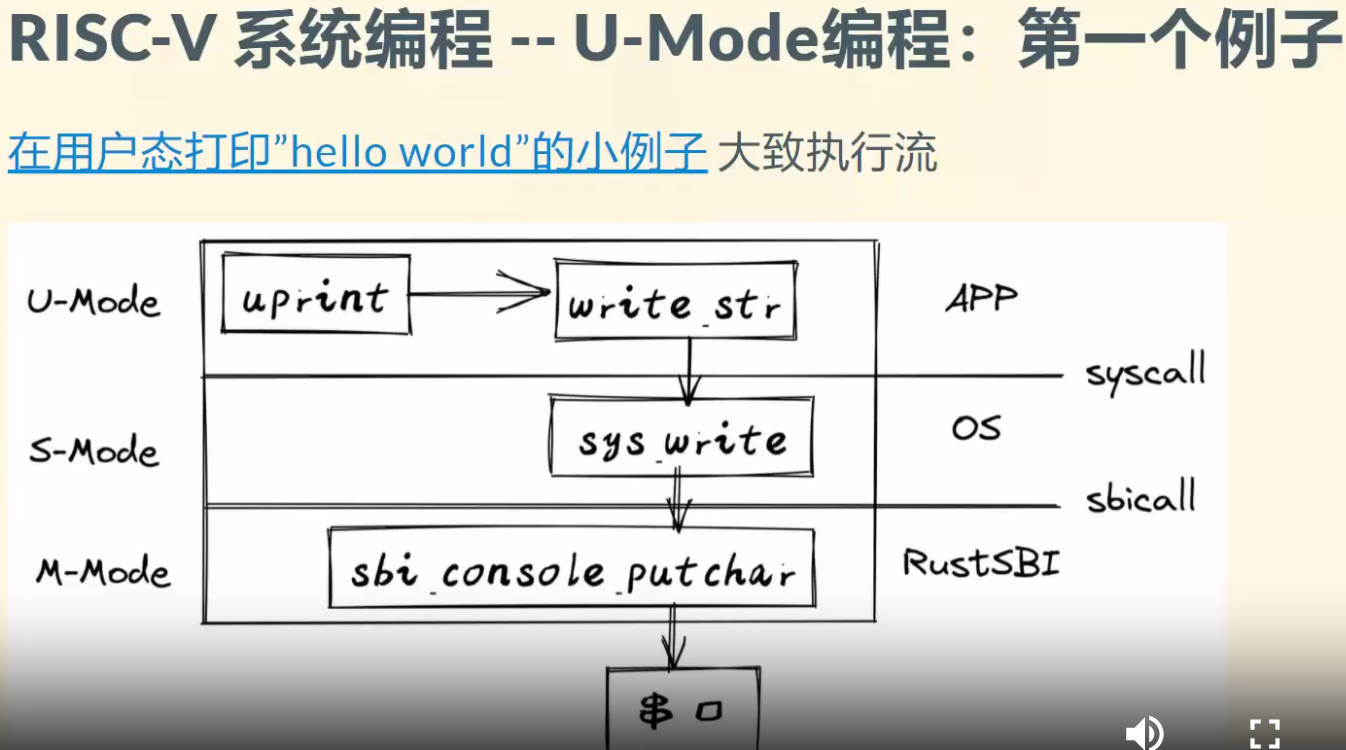 RISC-V 系统编程 -- U-Mode编程：第一个例子
在用户态打印”hello world”的小例子 大致执行流
U-Mode uprint write_str APP
syscall
S-Mode sys_write OS
sbicall
M-Mode sbi_console_putchar RustSBI
串口